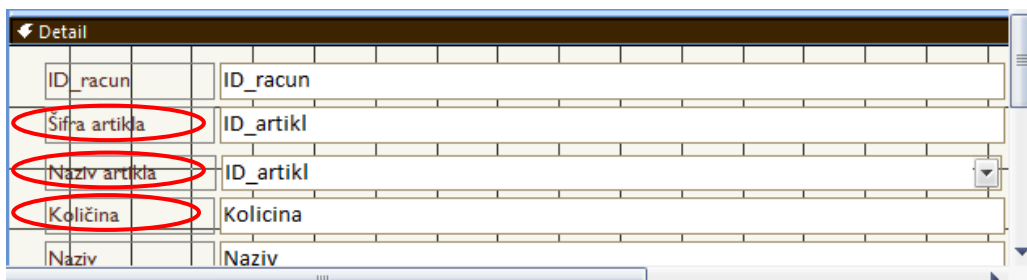 Detail
ID_racun ID_racun
Šifra artikla ID_artikl
Naziv artikla ID_artikl
Količina Kolicina
Naziv Naziv